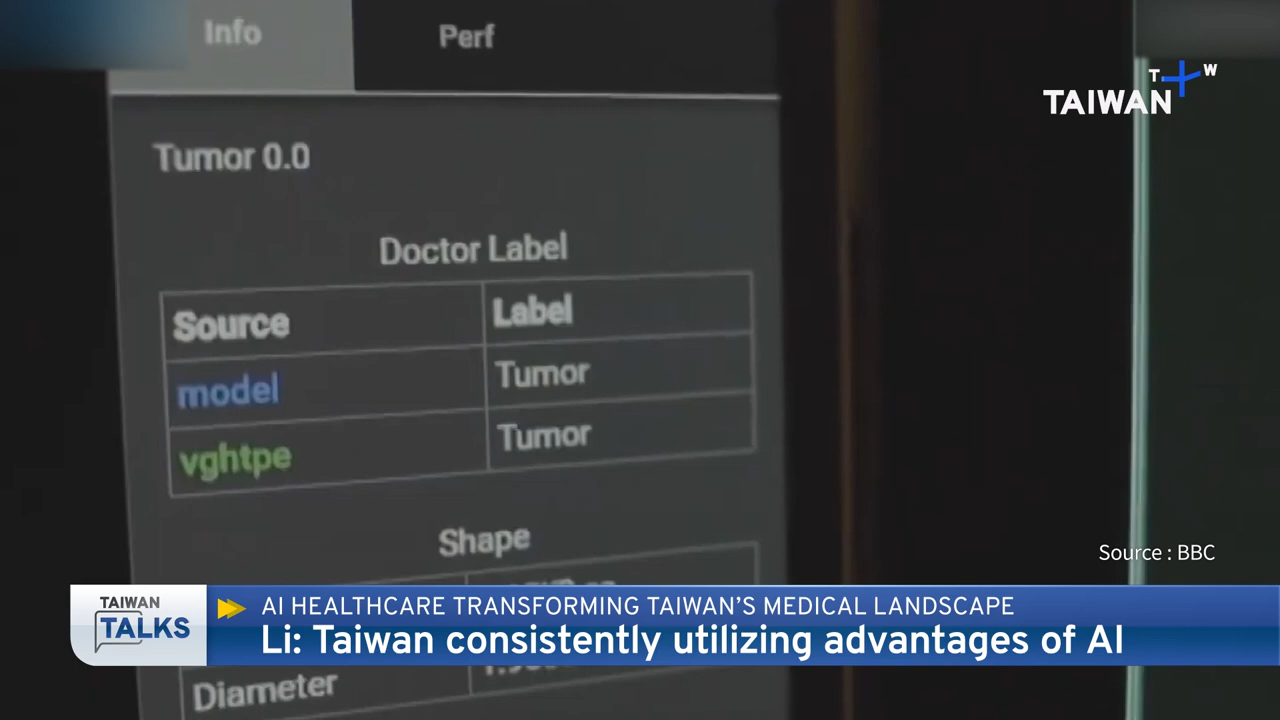 Info Perf
TAIWAN
T W
Tumor 0.0
Doctor Label
Source Label
model Tumor
vghtpe Tumor
Shape
Source : BBC
TAIWAN
TALKS
AI HEALTHCARE TRANSFORMING TAIWAN'S MEDICAL LANDSCAPE
Li: Taiwan consistently utilizing advantages of AI
Diameter